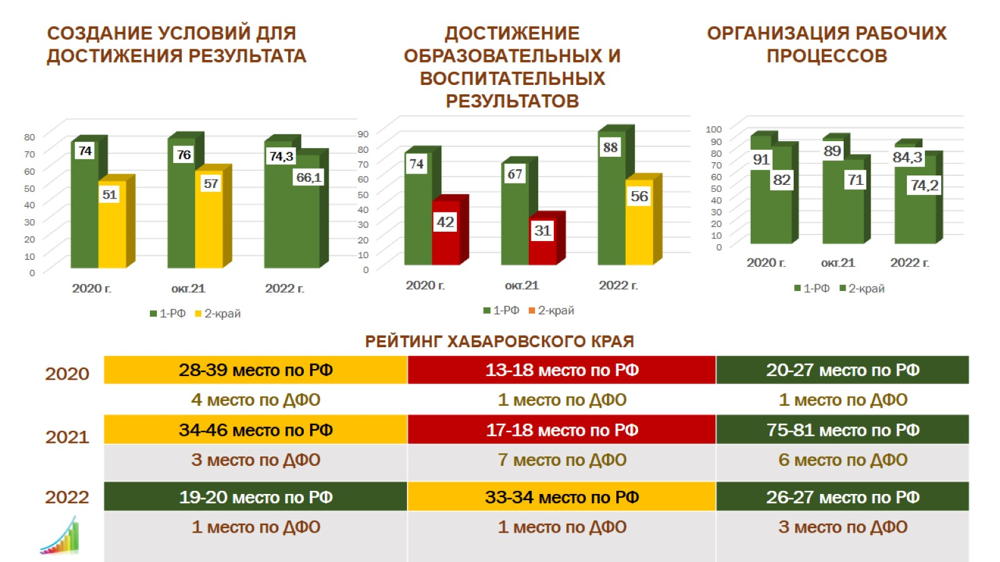 СОЗДАНИЕ УСЛОВИЙ ДЛЯ
ДОСТИЖЕНИЯ РЕЗУЛЬТАТА
80
70
60
50
40
30
20
10
0
74
51
76
57
74,3
66,1
2020 г.
окт.21
2022 г.
1-РФ
2-край
ДОСТИЖЕНИЕ
ОБРАЗОВАТЕЛЬНЫХ И
ВОСПИТАТЕЛЬНЫХ
РЕЗУЛЬТАТОВ
90
80
70
60
50
40
30
20
10
0
74
42
67
31
88
56
2020 г.
окт.21
2022 г.
1-РФ
2-край
ОРГАНИЗАЦИЯ РАБОЧИХ
ПРОЦЕССОВ
100
90
80
70
60
50
40
30
20
10
0
91
82
89
71
84,3
74,2
2020 г.
окт.21
2022 г.
1-РФ
2-край
РЕЙТИНГ ХАБАРОВСКОГО КРАЯ
2020
28-39 место по РФ
13-18 место по РФ
20-27 место по РФ
4 место по ДФО
1 место по ДФО
1 место по ДФО
2021
34-46 место по РФ
17-18 место по РФ
75-81 место по РФ
3 место по ДФО
7 место по ДФО
6 место по ДФО
2022
19-20 место по РФ
33-34 место по РФ
26-27 место по РФ
1 место по ДФО
1 место по ДФО
3 место по ДФО